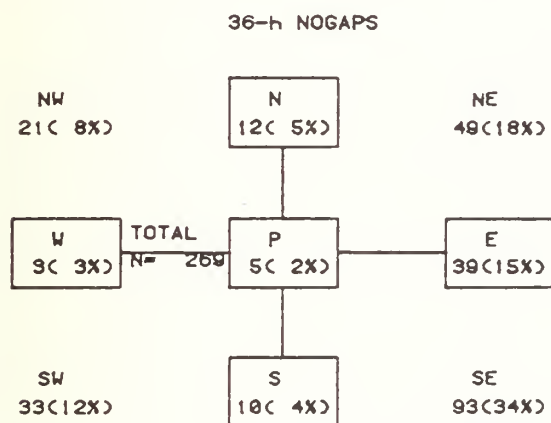 36-h NOGAPS
NW N NE
21( 8%) 12( 5%) 49(18%)
W TOTAL P E
9( 3%) N= 269 5( 2%) 39(15%)
SW S SE
33(12%) 10( 4%) 93(34%)